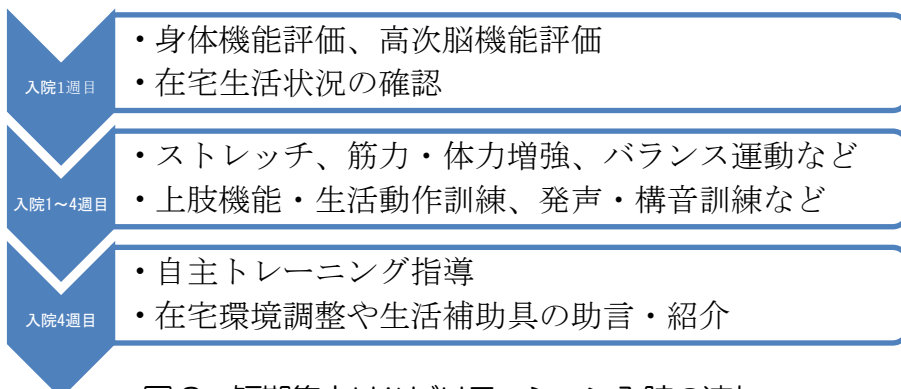 入院1週目
・身体機能評価、高次脳機能評価
・在宅生活状況の確認
入院1～4週目
・ストレッチ、筋力・体力増強、バランス運動など
・上肢機能・生活動作訓練、発声・構音訓練など
入院4週目
・自主トレーニング指導
・在宅環境調整や生活補助具の助言・紹介